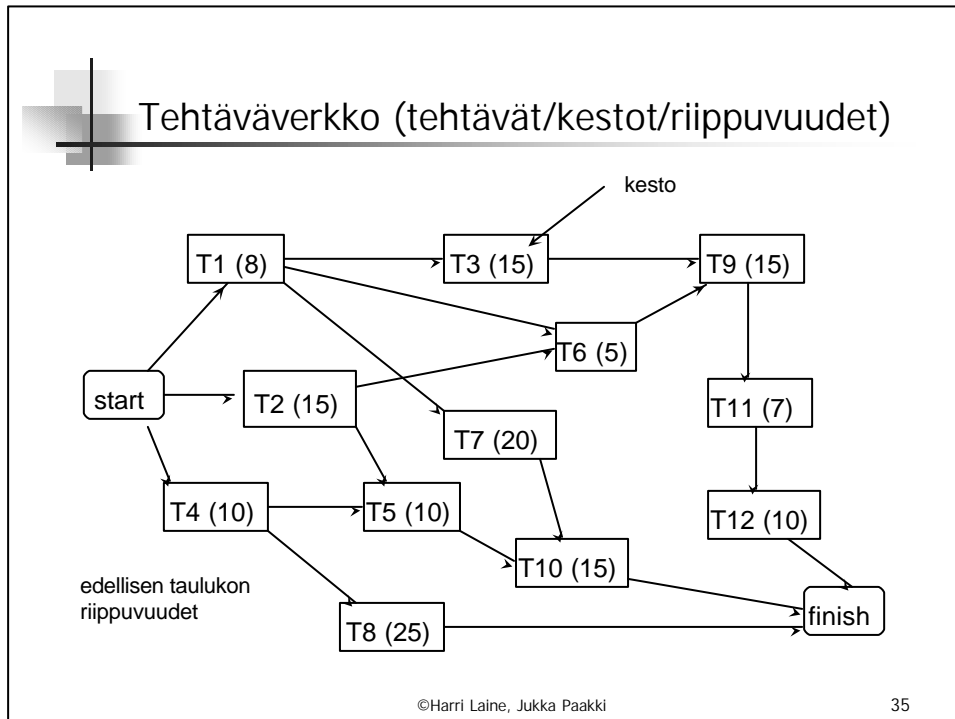 Tehtäväverkko (tehtävät/kestot/riippuvuudet)
kesto
T1 (8)
T3 (15)
T9 (15)
T6 (5)
start
T2 (15)
T11 (7)
T7 (20)
T4 (10)
T5 (10)
T12 (10)
T10 (15)
edellisen taulukon
riippuvuudet
finish
T8 (25)
©Harri Laine, Jukka Paakki
35